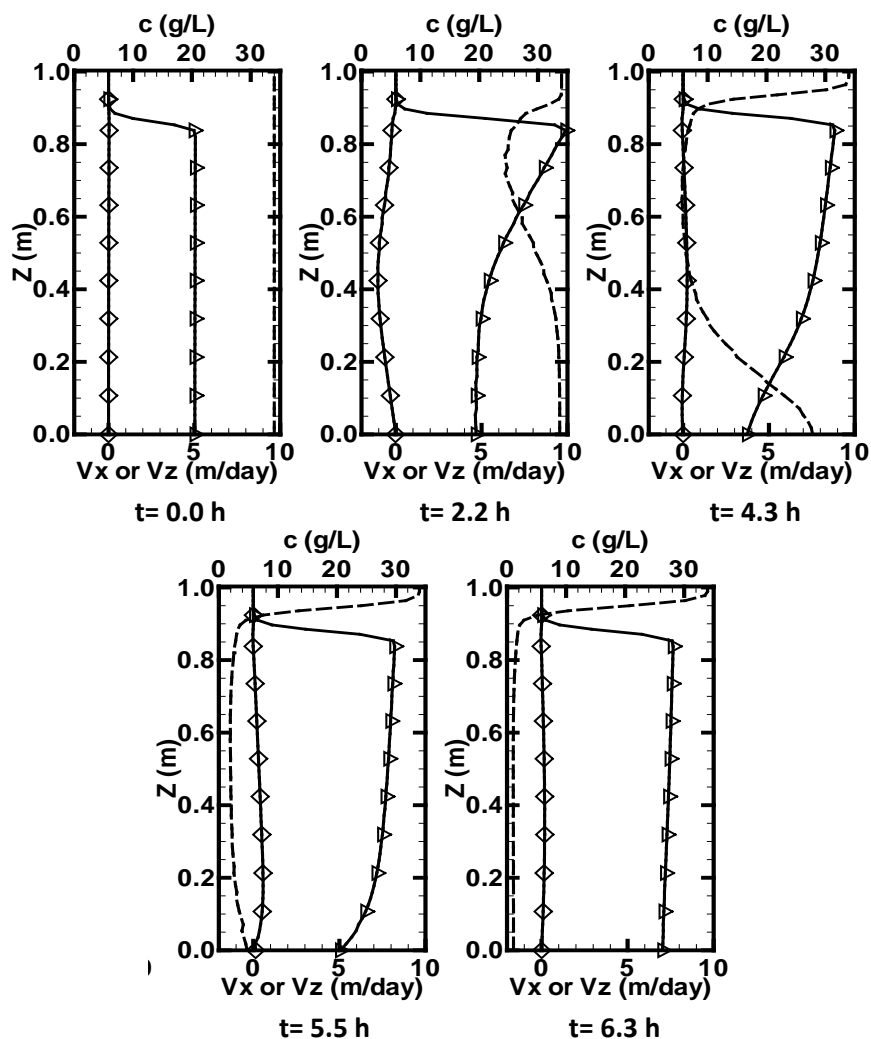 c (g/L) c (g/L) c (g/L)
0 10 20 30 0 10 20 30 0 10 20 30
1.0 1.0 1.0
0.8 0.8 0.8
0.6 0.6 0.6
Z (m) Z (m) Z (m)
0.4 0.4 0.4
0.2 0.2 0.2
0.0 0.0 0.0
0 5 10 0 5 10 0 5 10
Vx or Vz (m/day) Vx or Vz (m/day) Vx or Vz (m/day)
t= 0.0 h t= 2.2 h t= 4.3 h
c (g/L) c (g/L)
0 10 20 30 0 10 20 30
1.0 1.0
0.8 0.8
0.6 0.6
Z (m) Z (m)
0.4 0.4
0.2 0.2
0.0 0.0
0 5 10 0 5 10
Vx or Vz (m/day) Vx or Vz (m/day)
t= 5.5 h t= 6.3 h